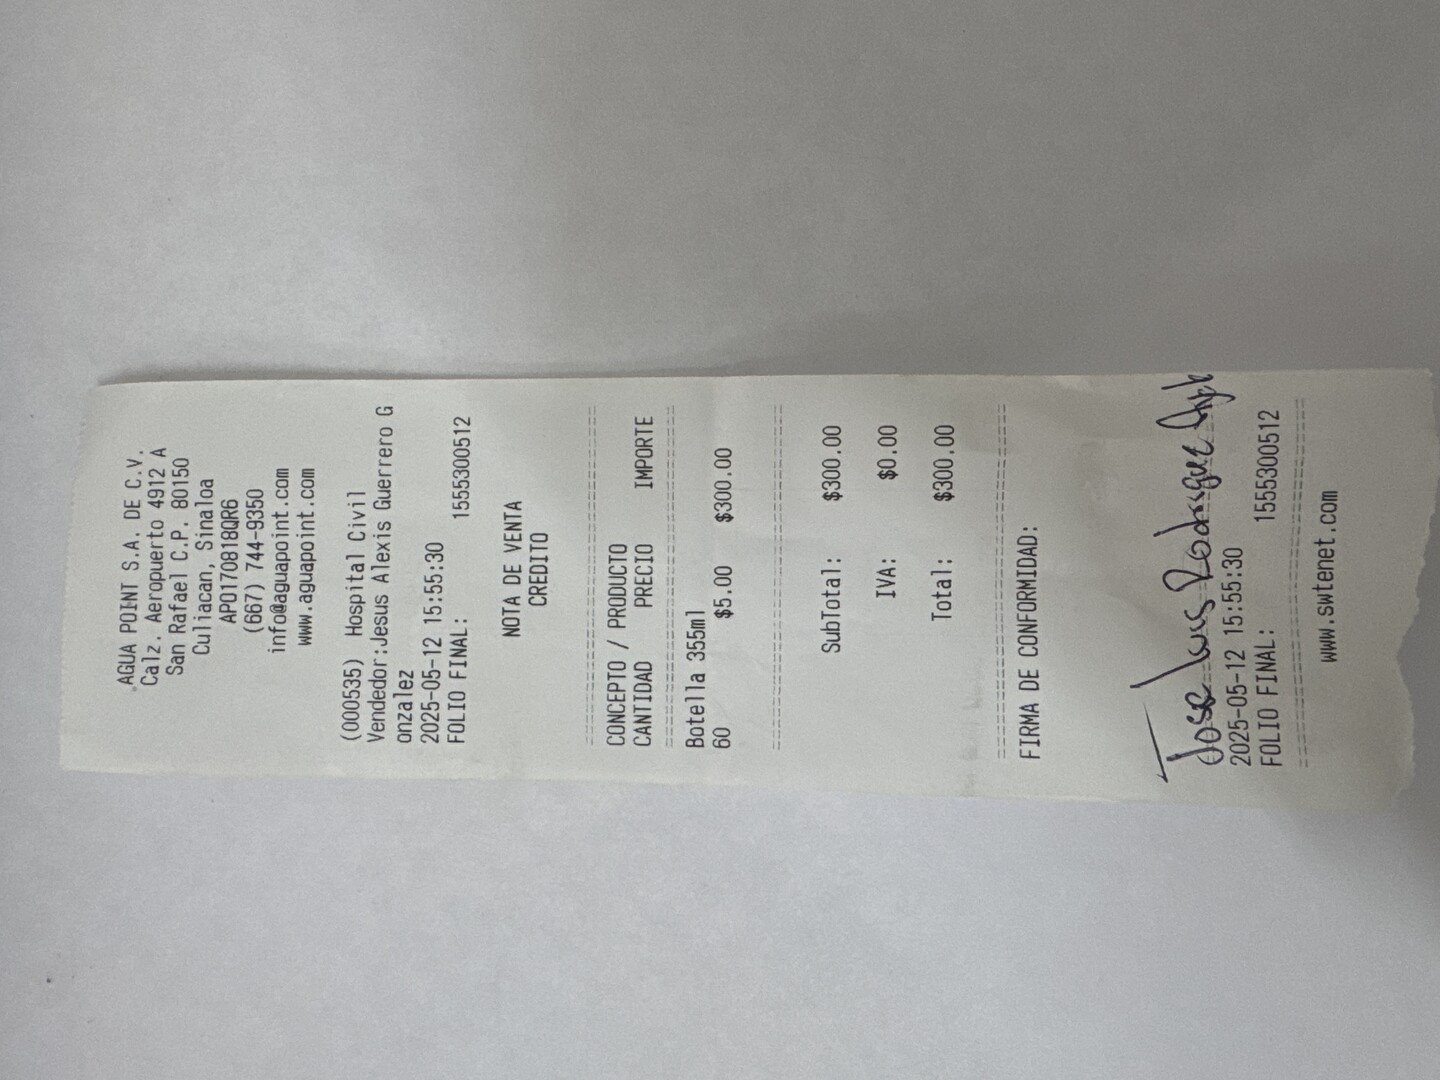 AGUA POINT S.A. DE C.V.
Calz. Aeropuerto 4912 A
San Rafael C.P. 80150
Culiacan, Sinaloa
APO170818QR6
(667) 744-9350
info@aguapoint.com
www.aguapoint.com
(000535) Hospital Civil
Vendedor:Jesus Alexis Guerrero G
onzalez
2025-05-12 15:55:30
FOLIO FINAL: 1555300512
NOTA DE VENTA
CREDITO
CONCEPTO / PRODUCTO
CANTIDAD PRECIO IMPORTE
Botella 355ml
60 $5.00 $300.00
SubTotal: $300.00
IVA: $0.00
Total: $300.00
FIRMA DE CONFORMIDAD:
Jose Luis Rodriguez
2025-05-12 15:55:30
FOLIO FINAL: 1555300512
www.swtenet.com